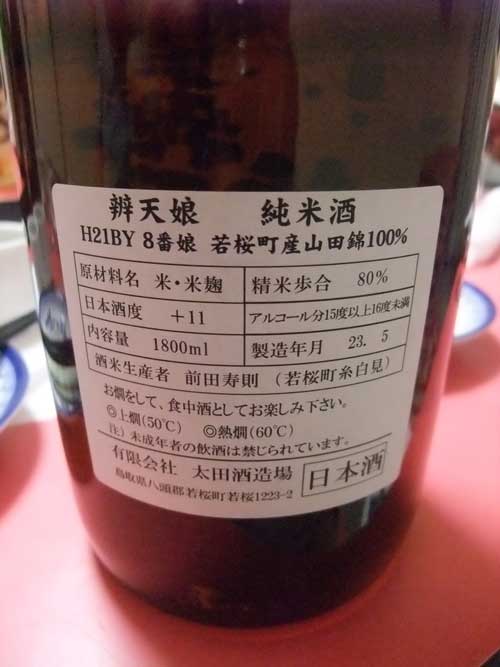 辨天娘 純米酒
H21BY 8番娘 若桜町産山田錦100%
原材料名 米・米麹 精米歩合 80%
日本酒度 +11 アルコール分15度以上16度未満
内容量 1800ml 製造年月 23. 5
酒米生産者 前田寿則 (若桜町糸白見)
お燗をして、食中酒としてお楽しみ下さい。
◎上燗(50℃) ◎熱燗(60℃)
注) 未成年者の飲酒は禁じられています。
有限会社 太田酒造場 日本酒
鳥取県八頭郡若桜町若桜1223-2